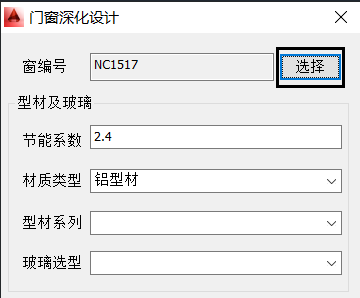 门窗深化设计
窗编号 NC1517 选择
型材及玻璃
节能系数 2.4
材质类型 铝型材
型材系列
玻璃选型